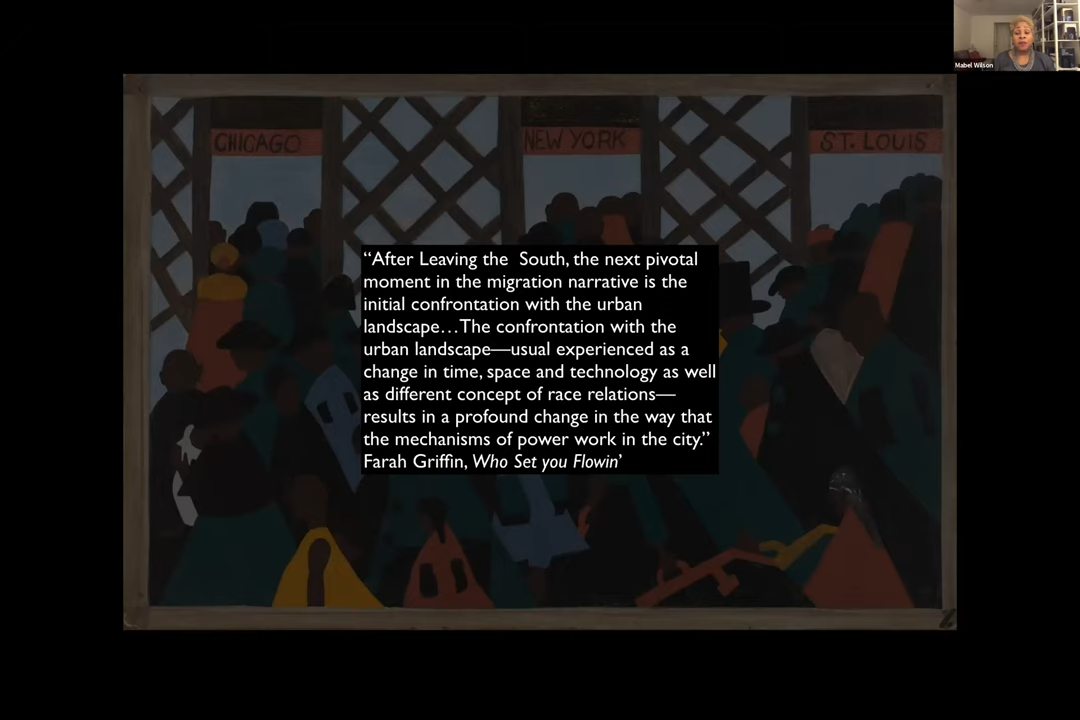 Mabel Wilson
CHICAGO
NEW YORK
ST. LOUIS
“After Leaving the  South, the next pivotal
moment in the migration narrative is the
initial confrontation with the urban
landscape…The confrontation with the
urban landscape—usual experienced as a
change in time, space and technology as well
as different concept of race relations—
results in a profound change in the way that
the mechanisms of power work in the city.”
Farah Griffin, Who Set you Flowin’